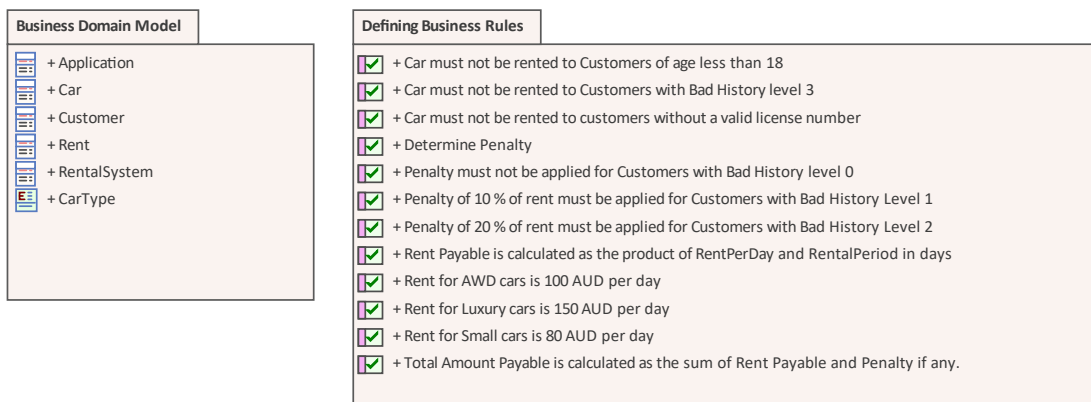 Business Domain Model
+ Application
+ Car
+ Customer
+ Rent
+ RentalSystem
+ CarType
Defining Business Rules
+ Car must not be rented to Customers of age less than 18
+ Car must not be rented to Customers with Bad History level 3
+ Car must not be rented to customers without a valid license number
+ Determine Penalty
+ Penalty must not be applied for Customers with Bad History level 0
+ Penalty of 10 % of rent must be applied for Customers with Bad History Level 1
+ Penalty of 20 % of rent must be applied for Customers with Bad History Level 2
+ Rent Payable is calculated as the product of RentPerDay and RentalPeriod in days
+ Rent for AWD cars is 100 AUD per day
+ Rent for Luxury cars is 150 AUD per day
+ Rent for Small cars is 80 AUD per day
+ Total Amount Payable is calculated as the sum of Rent Payable and Penalty if any.